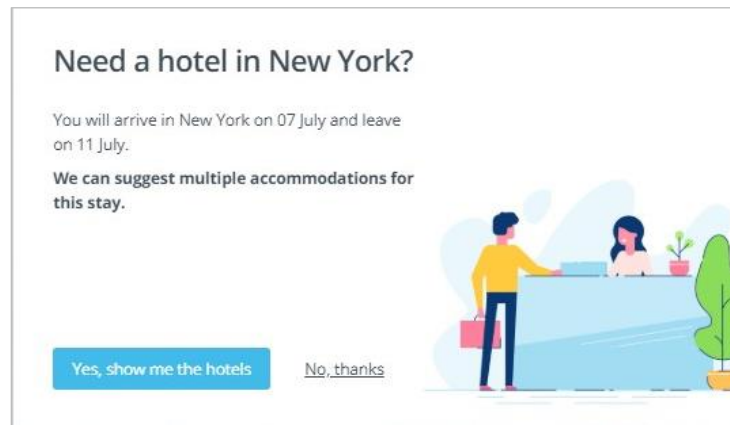 Need a hotel in New York?
You will arrive in New York on 07 July and leave
on 11 July.
We can suggest multiple accommodations for
this stay.
Yes, show me the hotels
No, thanks